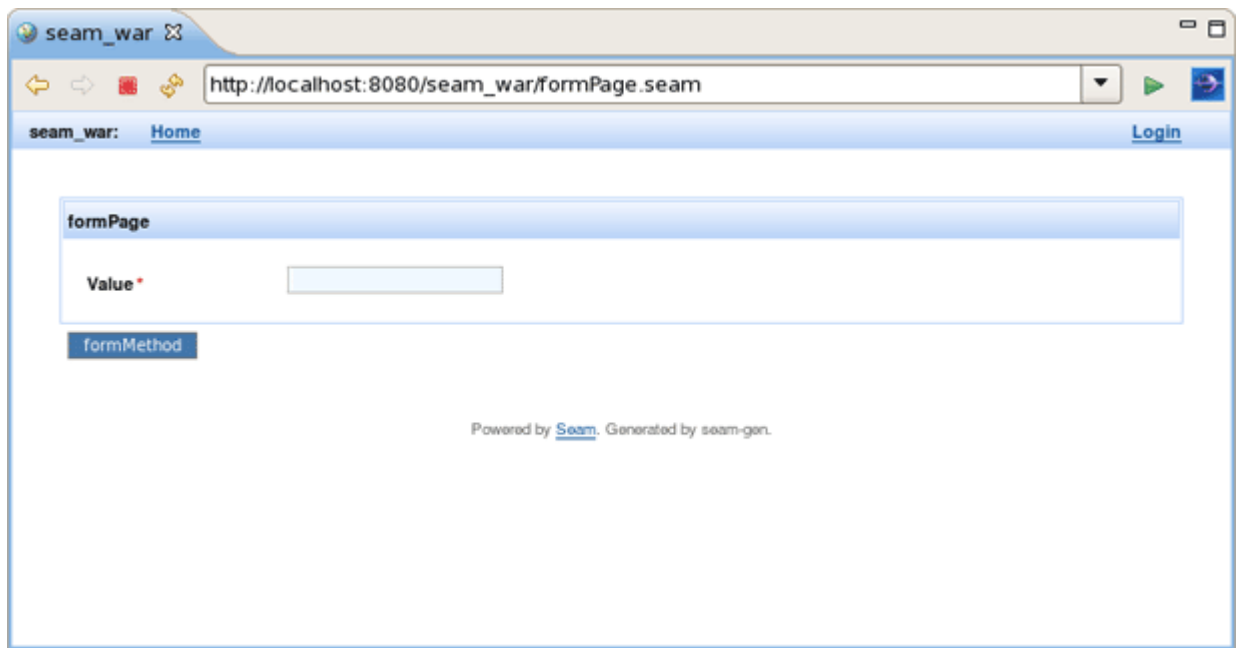 seam_war
http://localhost:8080/seam_war/formPage.seam
seam_war: Home Login
formPage
Value*
formMethod
Powered by Seam. Generated by seam-gen.